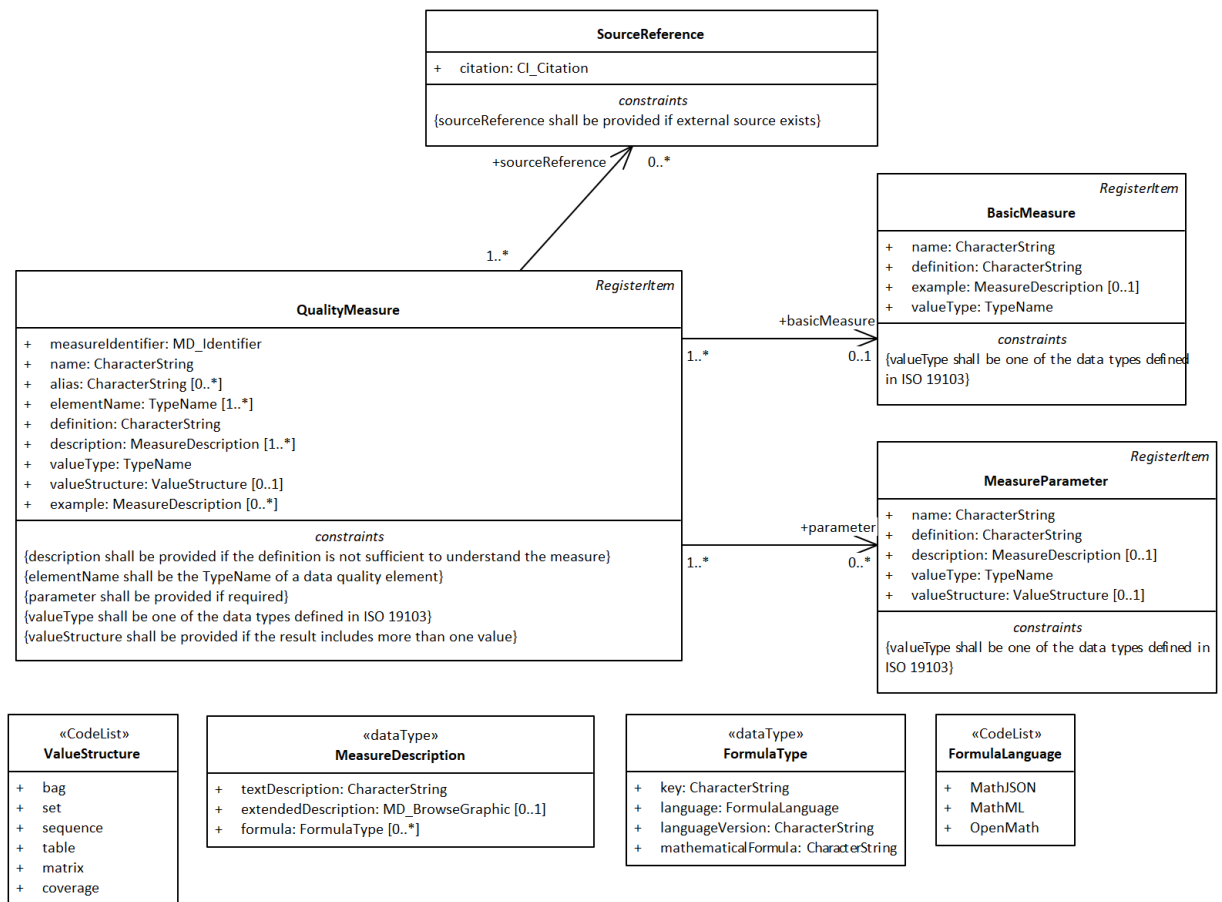 SourceReference
+ citation: CI_Citation
constraints
{sourceReference shall be provided if external source exists}
+sourceReference
0..*
1..*
RegisterItem
QualityMeasure
+ measureIdentifier: MD_Identifier
+ name: CharacterString
+ alias: CharacterString [0..*]
+ elementName: TypeName [1..*]
+ definition: CharacterString
+ description: MeasureDescription [1..*]
+ valueType: TypeName
+ valueStructure: ValueStructure [0..1]
+ example: MeasureDescription [0..*]
constraints
{description shall be provided if the definition is not sufficient to understand the measure}
{elementName shall be the TypeName of a data quality element}
{parameter shall be provided if required}
{valueType shall be one of the data types defined in ISO 19103}
{valueStructure shall be provided if the result includes more than one value}
+basicMeasure
1..*
0..1
RegisterItem
BasicMeasure
+ name: CharacterString
+ definition: CharacterString
+ example: MeasureDescription [0..1]
+ valueType: TypeName
constraints
{valueType shall be one of the data types defined
in ISO 19103}
+parameter
1..*
0..*
RegisterItem
MeasureParameter
+ name: CharacterString
+ definition: CharacterString
+ description: MeasureDescription [0..1]
+ valueType: TypeName
+ valueStructure: ValueStructure [0..1]
constraints
{valueType shall be one of the data types defined in
ISO 19103}
«CodeList»
ValueStructure
+ bag
+ set
+ sequence
+ table
+ matrix
+ coverage
«dataType»
MeasureDescription
+ textDescription: CharacterString
+ extendedDescription: MD_BrowseGraphic [0..1]
+ formula: FormulaType [0..*]
«dataType»
FormulaType
+ key: CharacterString
+ language: FormulaLanguage
+ languageVersion: CharacterString
+ mathematicalFormula: CharacterString
«CodeList»
FormulaLanguage
+ MathJSON
+ MathML
+ OpenMath